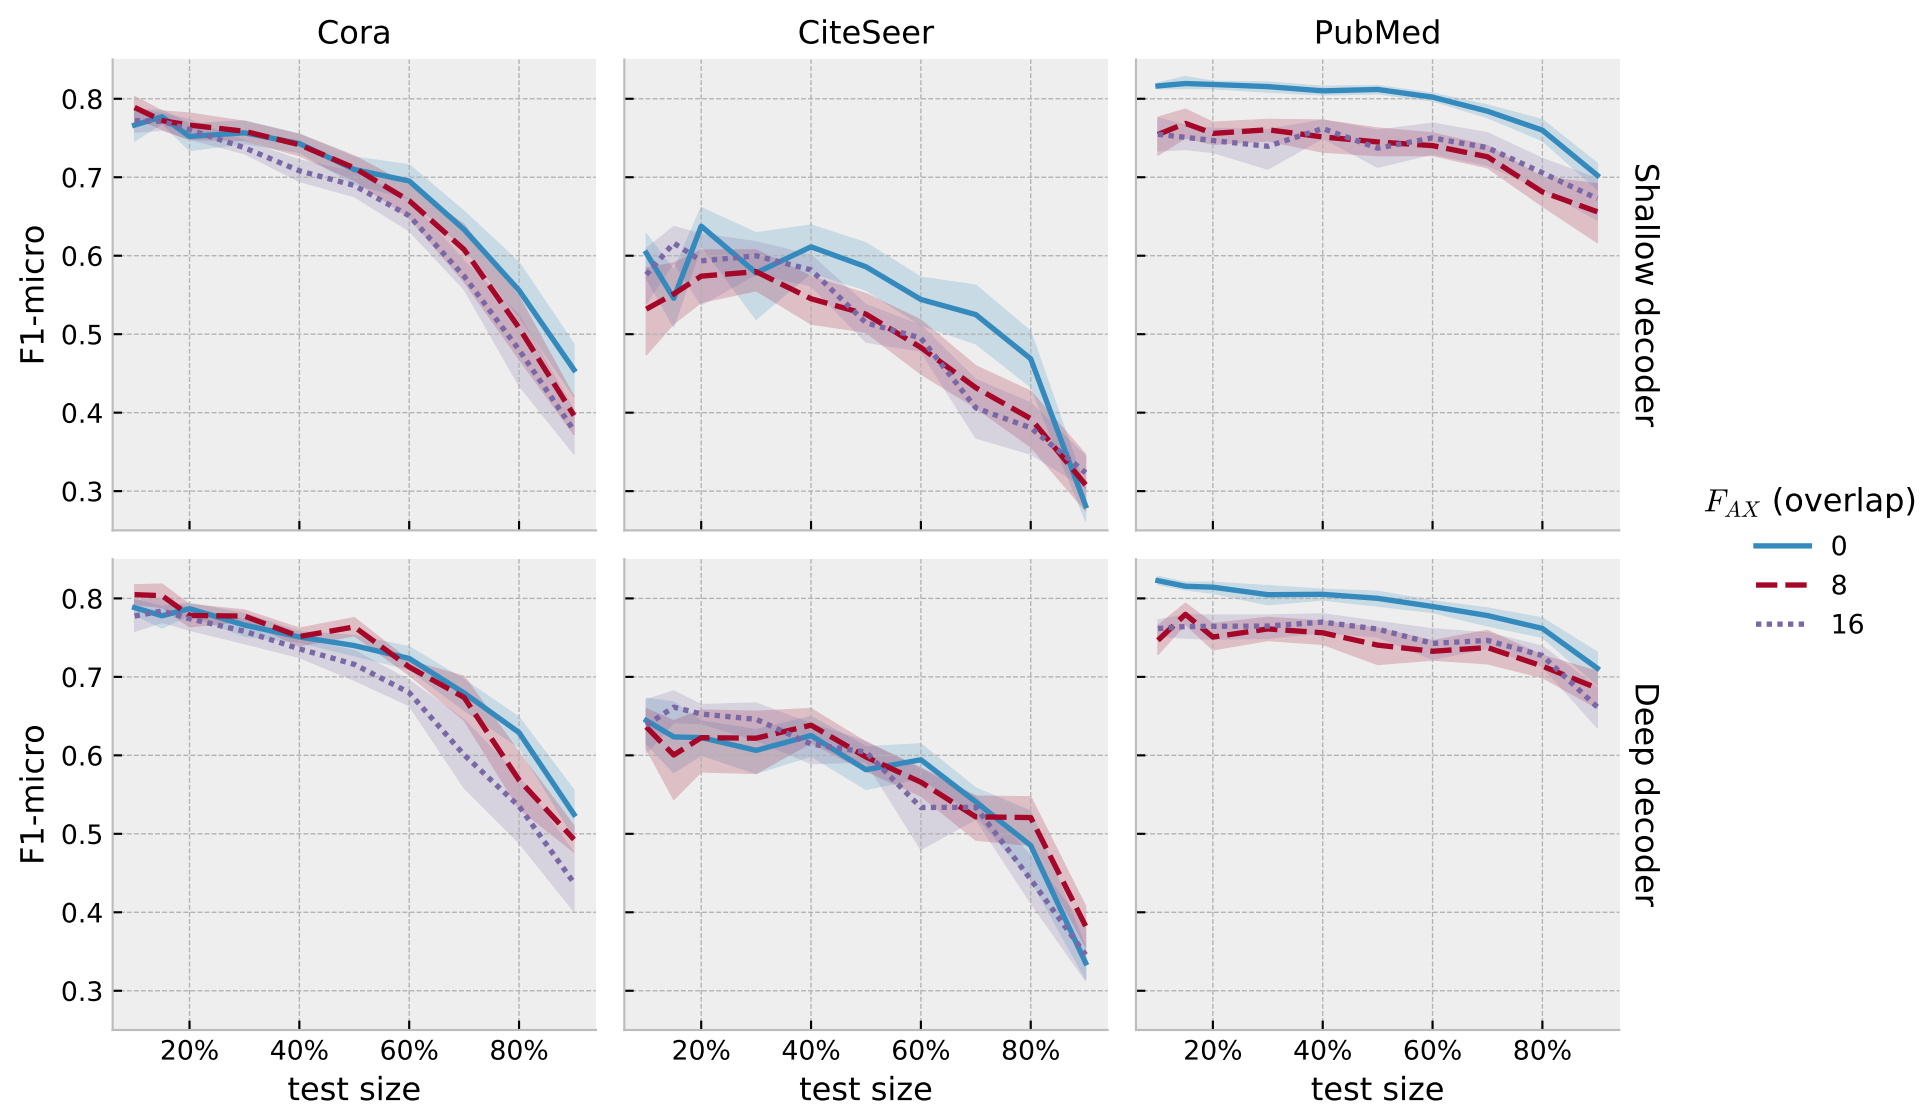 Cora
CiteSeer
PubMed
F1-micro
0.8
0.7
0.6
0.5
0.4
0.3
Shallow decoder
F_AX (overlap)
0
8
16
F1-micro
0.8
0.7
0.6
0.5
0.4
0.3
Deep decoder
20% 40% 60% 80%
20% 40% 60% 80%
20% 40% 60% 80%
test size
test size
test size